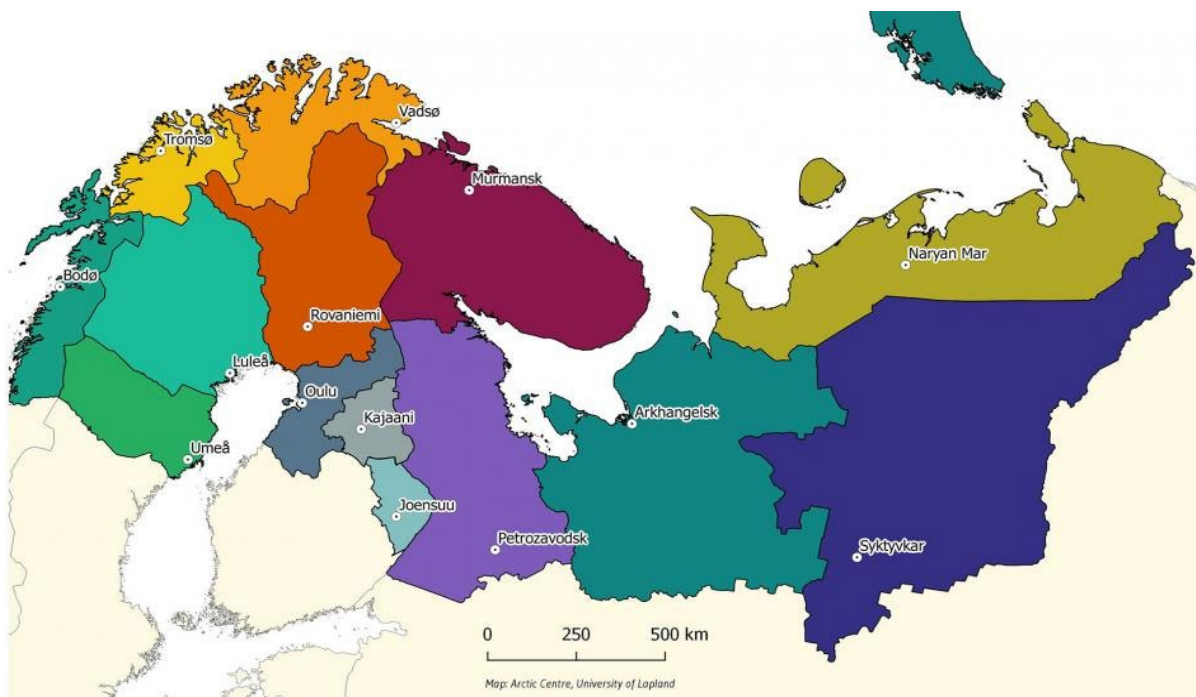 Vadsø
Tromsø
Murmansk
Naryan Mar
Bodø
Rovaniemi
Luleå
Oulu
Kajaani
Arkhangelsk
Umeå
Joensuu
Petrozavodsk
Syktyvkar
0 250 500 km
Map: Arctic Centre, University of Lapland